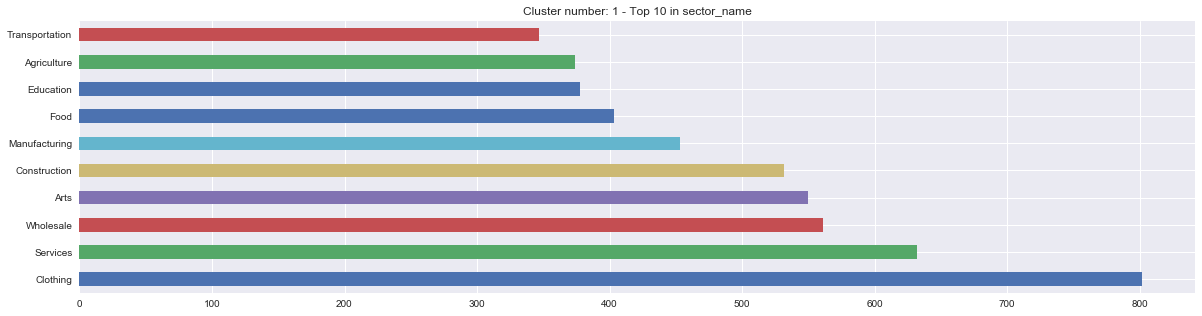 Cluster number: 1 - Top 10 in sector_name
Transportation
Agriculture
Education
Food
Manufacturing
Construction
Arts
Wholesale
Services
Clothing
0 100 200 300 400 500 600 700 800